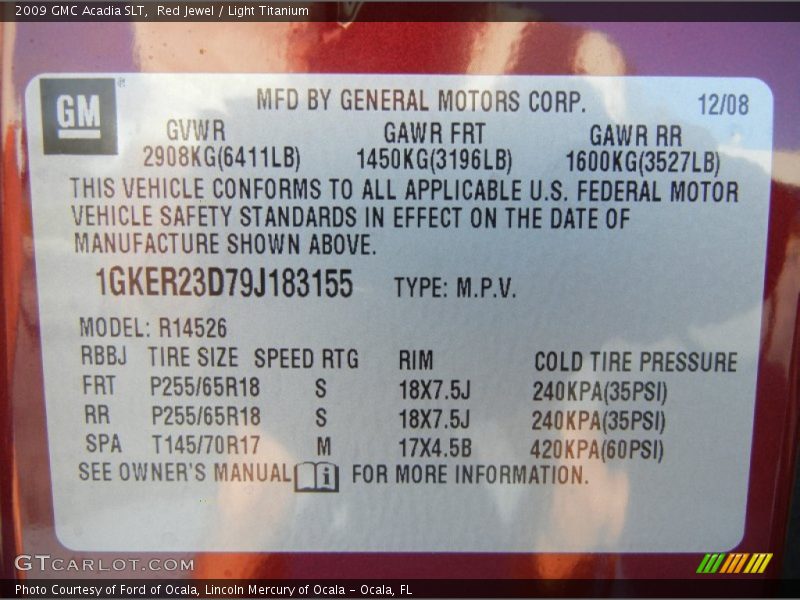 2009 GMC Acadia SLT,  Red Jewel / Light Titanium
GM®
MFD BY GENERAL MOTORS CORP. 12/08
GVWR GAWR FRT GAWR RR
2908KG(6411LB) 1450KG(3196LB) 1600KG(3527LB)
THIS VEHICLE CONFORMS TO ALL APPLICABLE U.S. FEDERAL MOTOR
VEHICLE SAFETY STANDARDS IN EFFECT ON THE DATE OF
MANUFACTURE SHOWN ABOVE.
1GKER23D79J183155 TYPE: M.P.V.
MODEL: R14526
RBBJ TIRE SIZE SPEED RTG RIM COLD TIRE PRESSURE
FRT P255/65R18 S 18X7.5J 240KPA(35PSI)
RR P255/65R18 S 18X7.5J 240KPA(35PSI)
SPA T145/70R17 M 17X4.5B 420KPA(60PSI)
SEE OWNER'S MANUAL i FOR MORE INFORMATION.
GTCARLOT.COM
Photo Courtesy of Ford of Ocala, Lincoln Mercury of Ocala - Ocala, FL